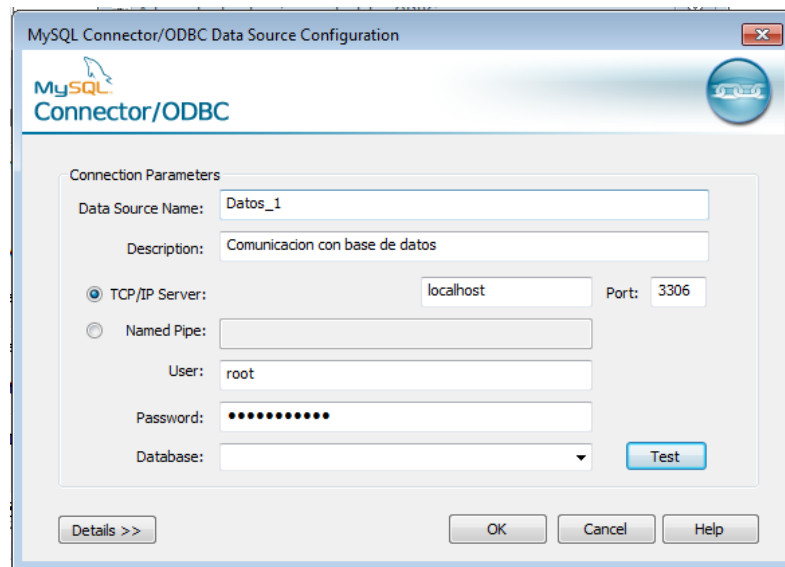 MySQL Connector/ODBC Data Source Configuration
MySQL
Connector/ODBC
Connection Parameters
Data Source Name: Datos_1
Description: Comunicacion con base de datos
TCP/IP Server: localhost Port: 3306
Named Pipe:
User: root
Password: •••••••••••
Database: Test
Details >> OK Cancel Help